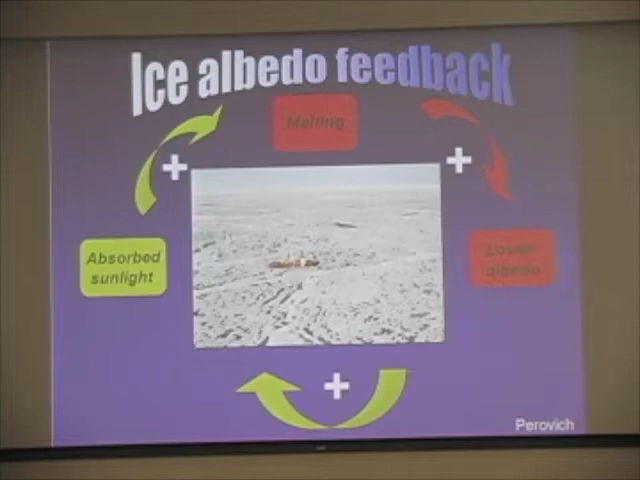 Ice albedo feedback
Melting
+
+
Absorbed
sunlight
Lower
albedo
+
Perovich